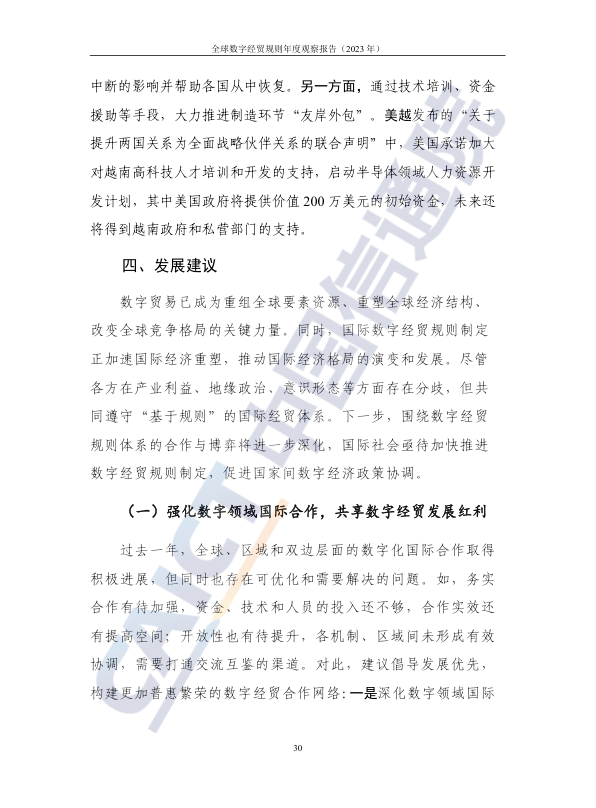 全球数字经贸规则年度观察报告（2023 年）
中断的影响并帮助各国从中恢复。另一方面，通过技术培训、资金
援助等手段，大力推进制造环节“友岸外包”。美越发布的“关于
提升两国关系为全面战略伙伴关系的联合声明”中，美国承诺加大
对越南高科技人才培训和开发的支持，启动半导体领域人力资源开
发计划，其中美国政府将提供价值 200 万美元的初始资金，未来还
将得到越南政府和私营部门的支持。
四、发展建议
数字贸易已成为重组全球要素资源、重塑全球经济结构、
改变全球竞争格局的关键力量。同时，国际数字经贸规则制定
正加速国际经济重塑，推动国际经济格局的演变和发展。尽管
各方在产业利益、地缘政治、意识形态等方面存在分歧，但共
同遵守“基于规则”的国际经贸体系。下一步，围绕数字经贸
规则体系的合作与博弈将进一步深化，国际社会亟待加快推进
数字经贸规则制定，促进国家间数字经济政策协调。
（一）强化数字领域国际合作，共享数字经贸发展红利
过去一年，全球、区域和双边层面的数字化国际合作取得
积极进展，但同时也存在可优化和需要解决的问题。如，务实
合作有待加强，资金、技术和人员的投入还不够，合作实效还
有提高空间；开放性也有待提升，各机制、区域间未形成有效
协调，需要打通交流互鉴的渠道。对此，建议倡导发展优先，
构建更加普惠繁荣的数字经贸合作网络：一是深化数字领域国际
30
CAICT 中国信通院